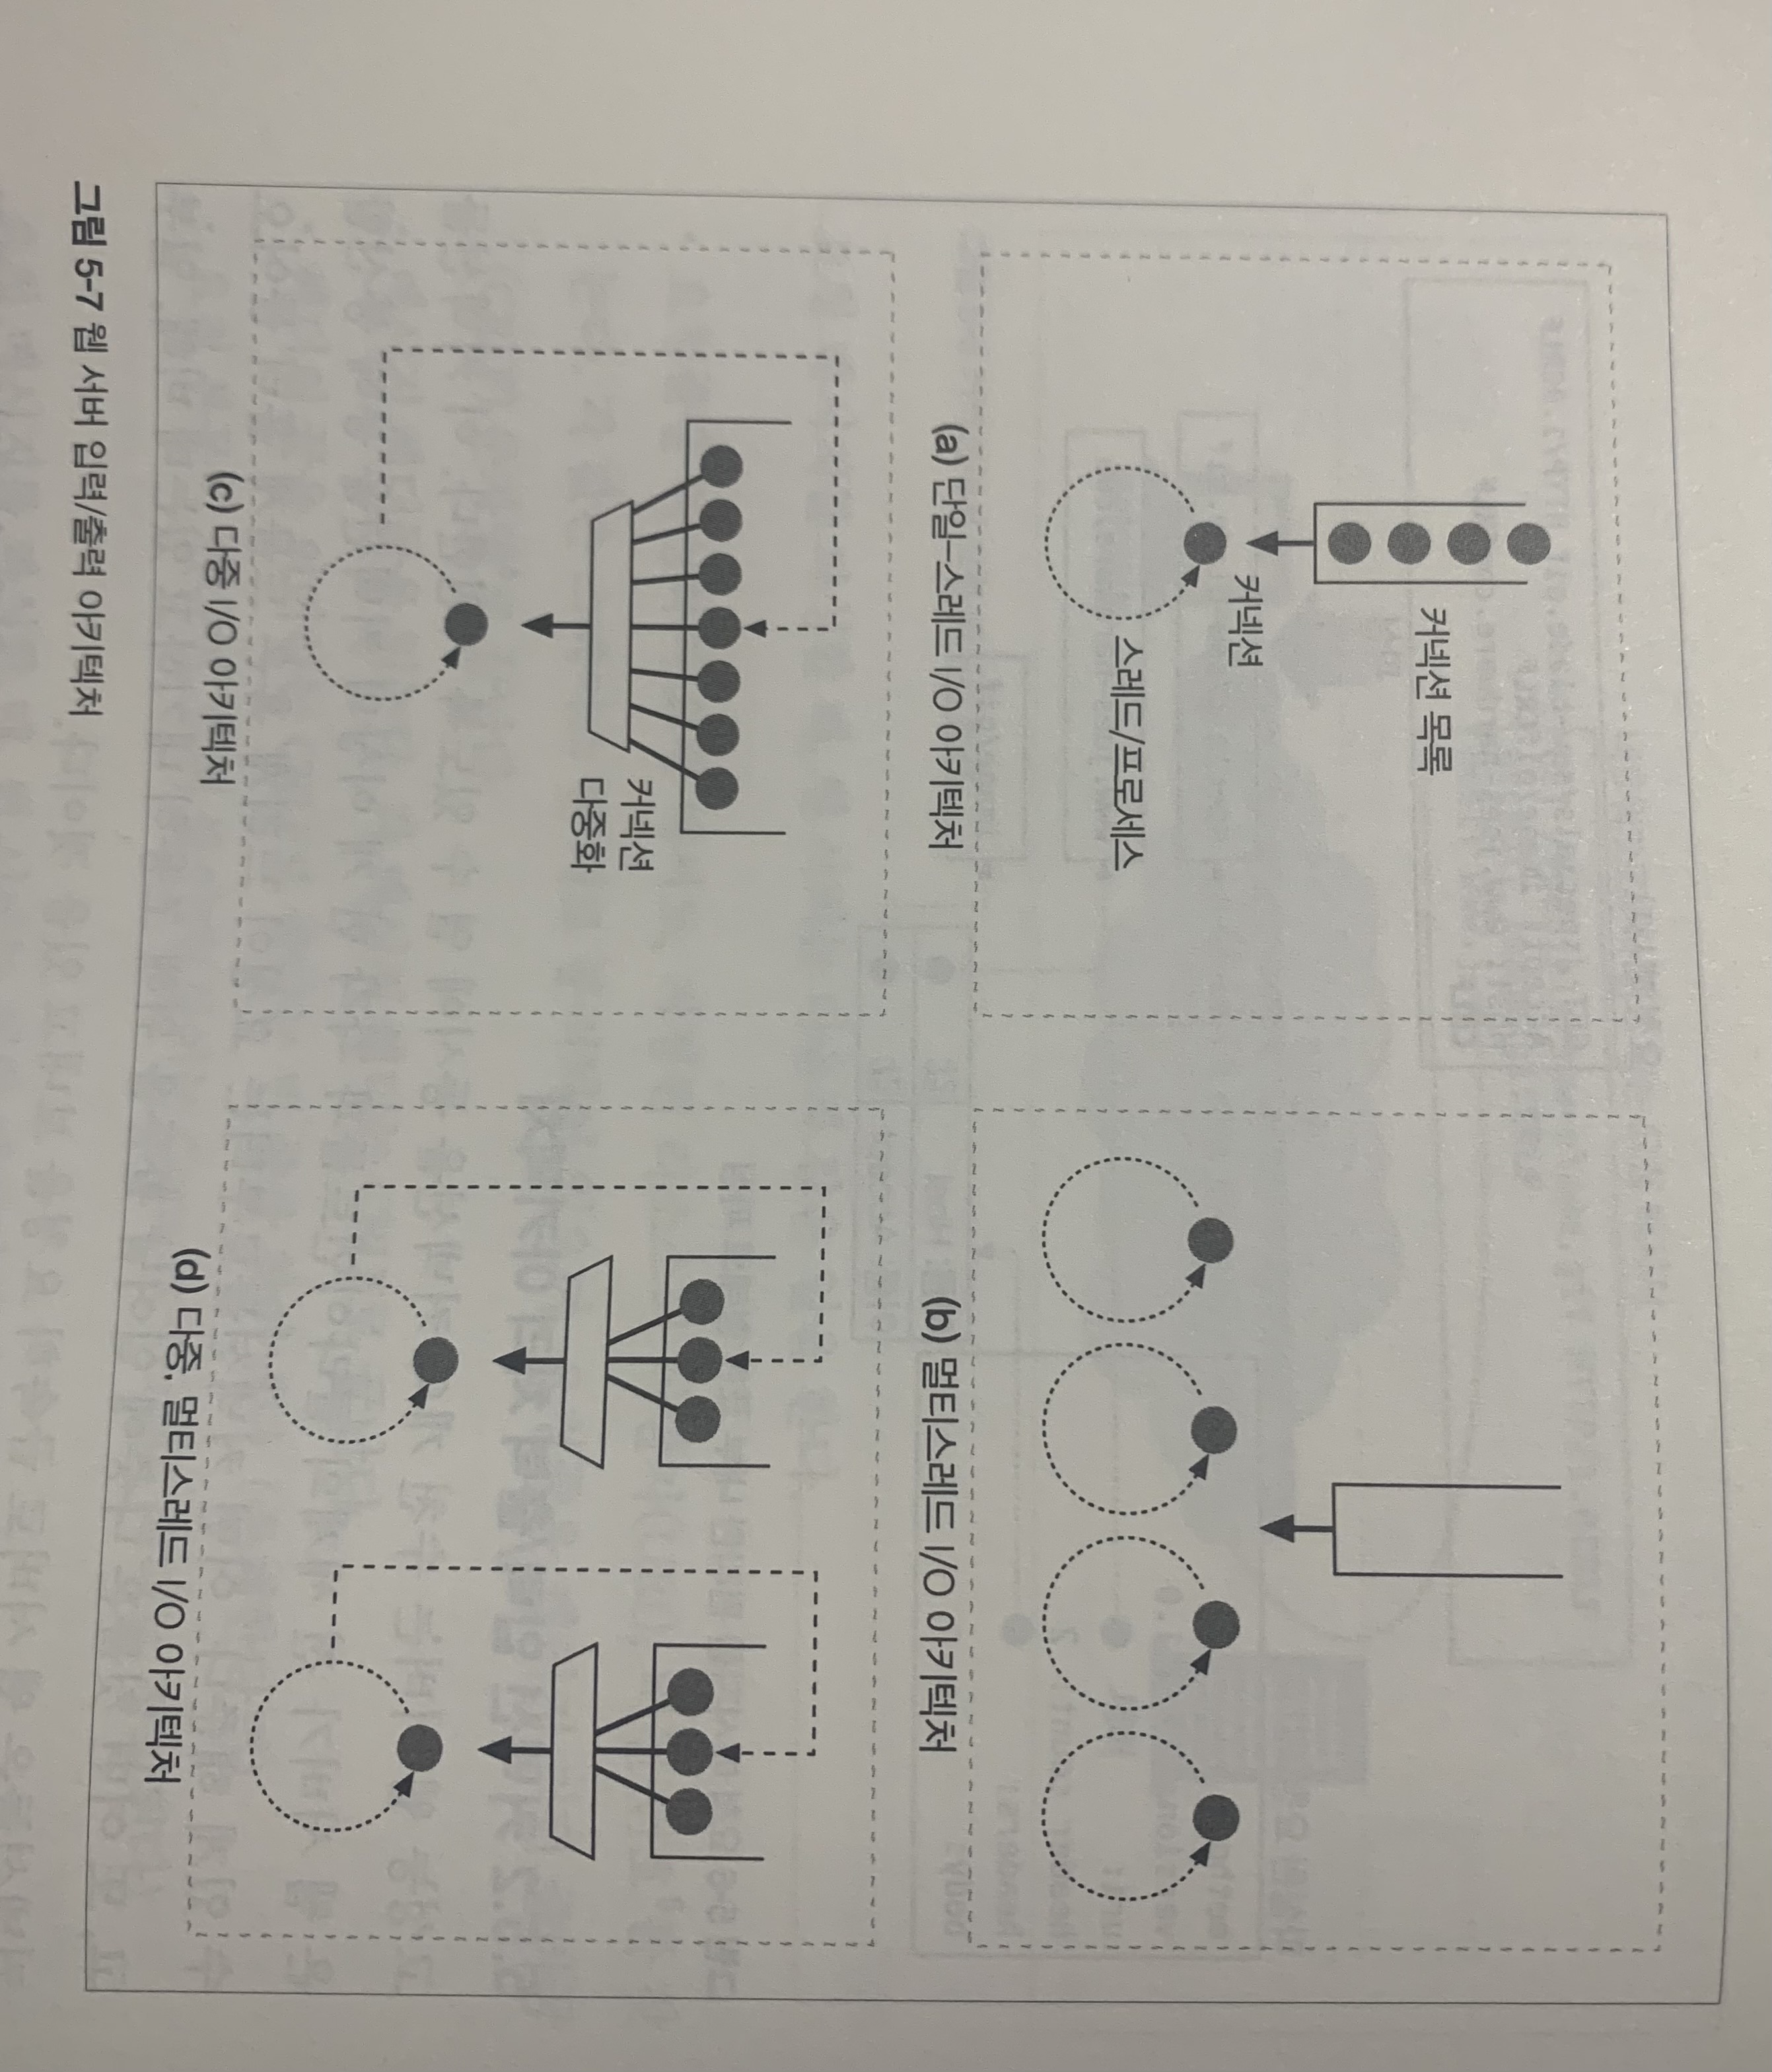 커넥션 목록
커넥션
스레드/프로세스
(a) 단일-스레드 I/O 아키텍처
(b) 멀티스레드 I/O 아키텍처
커넥션
다중화
(c) 다중 I/O 아키텍처
(d) 다중, 멀티스레드 I/O 아키텍처
그림 5-7 웹 서버 입력/출력 아키텍처